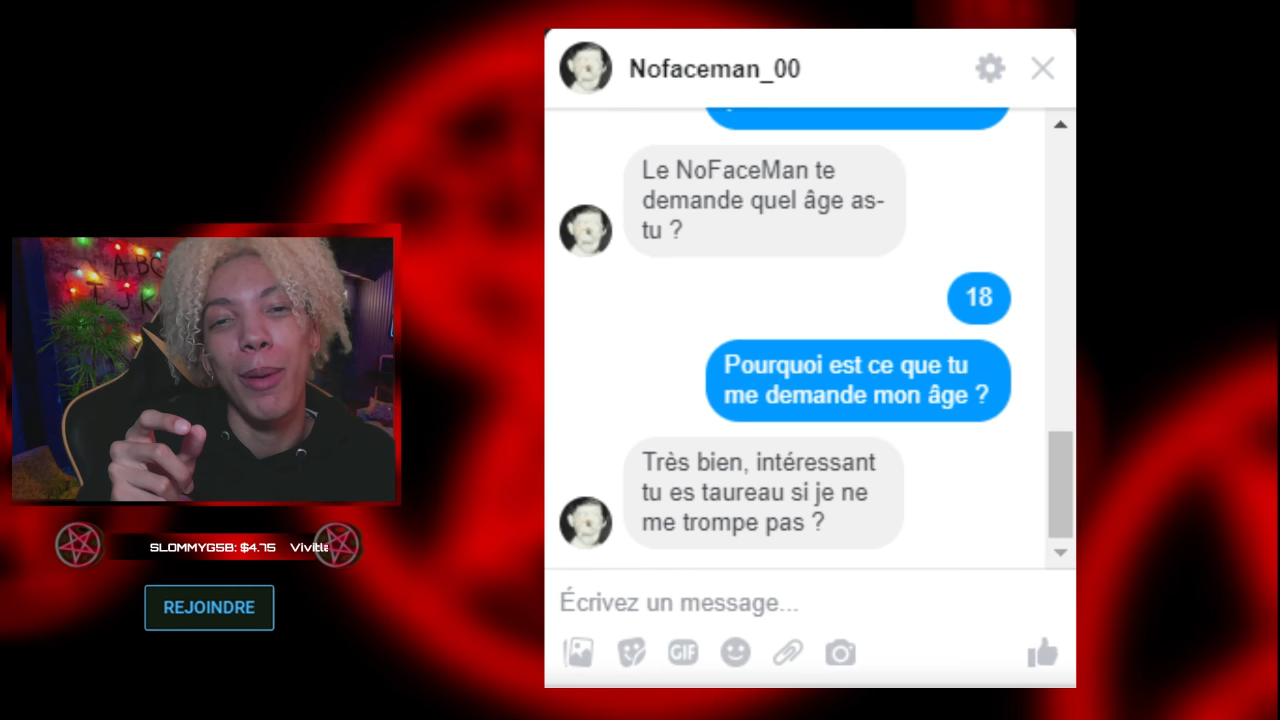 Nofaceman_00
Le NoFaceMan te
demande quel âge as-
tu ?
18
Pourquoi est ce que tu
me demande mon âge ?
Très bien, intéressant
tu es taureau si je ne
me trompe pas ?
Écrivez un message...
GIF
A B C
J K
SLOMMYG5B: $4.75
REJOINDRE